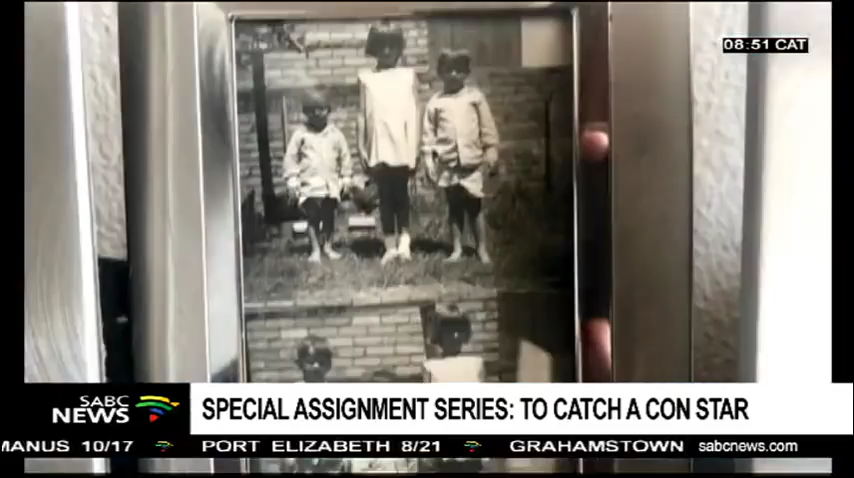 08:51 CAT
SABC
NEWS
SPECIAL ASSIGNMENT SERIES: TO CATCH A CON STAR
MANUS 10/17 PORT ELIZABETH 8/21 GRAHAMSTOWN sabcnews.com